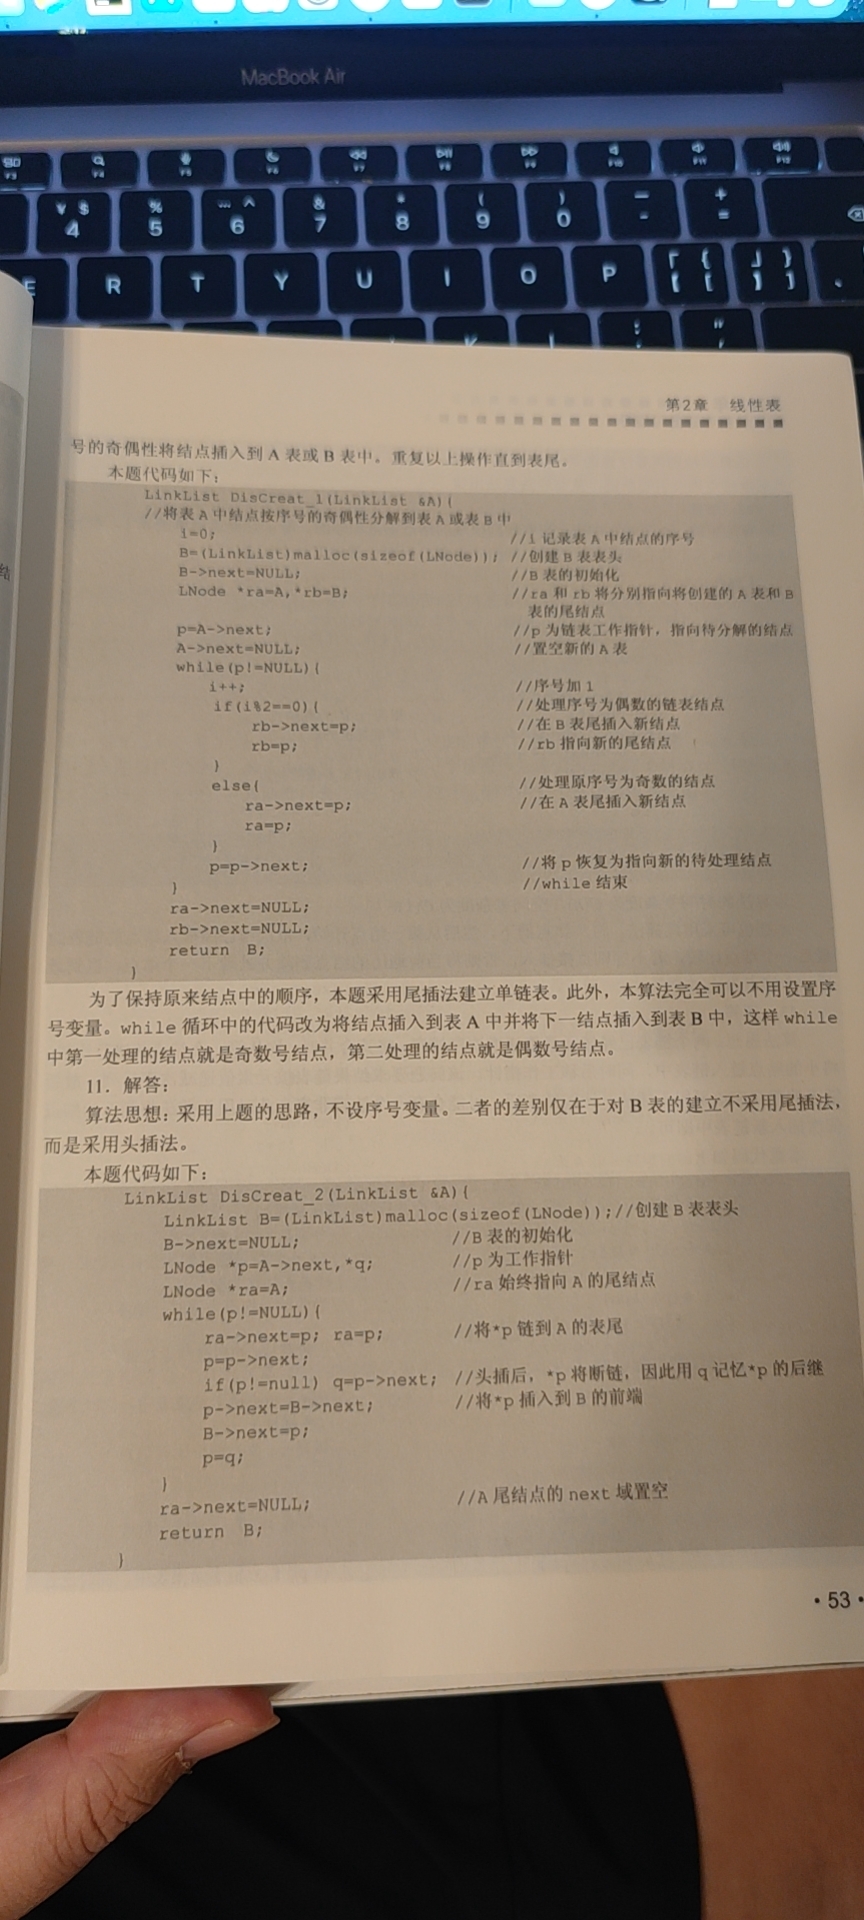 MacBook Air
¥ $ % … ^ & * ( ) — - + =
4 5 6 7 8 9 0
E R T Y U I O P
第2章 线性表
号的奇偶性将结点插入到 A 表或 B 表中。重复以上操作直到表尾。
本题代码如下：
LinkList DisCreat_1(LinkList &A){
//将表 A 中结点按序号的奇偶性分解到表 A 或表 B 中
i=0; //i 记录表 A 中结点的序号
B=(LinkList)malloc(sizeof(LNode)); //创建 B 表表头
B->next=NULL; //B 表的初始化
LNode *ra=A,*rb=B; //ra 和 rb 将分别指向将创建的 A 表和 B
表的尾结点
p=A->next; //p 为链表工作指针，指向待分解的结点
A->next=NULL; //置空新的 A 表
while(p!=NULL){
i++; //序号加 1
if(i%2==0){ //处理序号为偶数的链表结点
rb->next=p; //在 B 表尾插入新结点
rb=p; //rb 指向新的尾结点
}
else{ //处理原序号为奇数的结点
ra->next=p; //在 A 表尾插入新结点
ra=p;
}
p=p->next; //将 p 恢复为指向新的待处理结点
} //while 结束
ra->next=NULL;
rb->next=NULL;
return B;
}
为了保持原来结点中的顺序，本题采用尾插法建立单链表。此外，本算法完全可以不用设置序
号变量。while 循环中的代码改为将结点插入到表 A 中并将下一结点插入到表 B 中，这样 while
中第一处理的结点就是奇数号结点，第二处理的结点就是偶数号结点。
11．解答：
算法思想：采用上题的思路，不设序号变量。二者的差别仅在于对 B 表的建立不采用尾插法，
而是采用头插法。
本题代码如下：
LinkList DisCreat_2(LinkList &A){
LinkList B=(LinkList)malloc(sizeof(LNode));//创建 B 表表头
B->next=NULL; //B 表的初始化
LNode *p=A->next,*q; //p 为工作指针
LNode *ra=A; //ra 始终指向 A 的尾结点
while(p!=NULL){
ra->next=p; ra=p; //将*p 链到 A 的表尾
p=p->next;
if(p!=null) q=p->next; //头插后，*p 将断链，因此用 q 记忆*p 的后继
p->next=B->next; //将*p 插入到 B 的前端
B->next=p;
p=q;
}
ra->next=NULL; //A 尾结点的 next 域置空
return B;
}
·53·